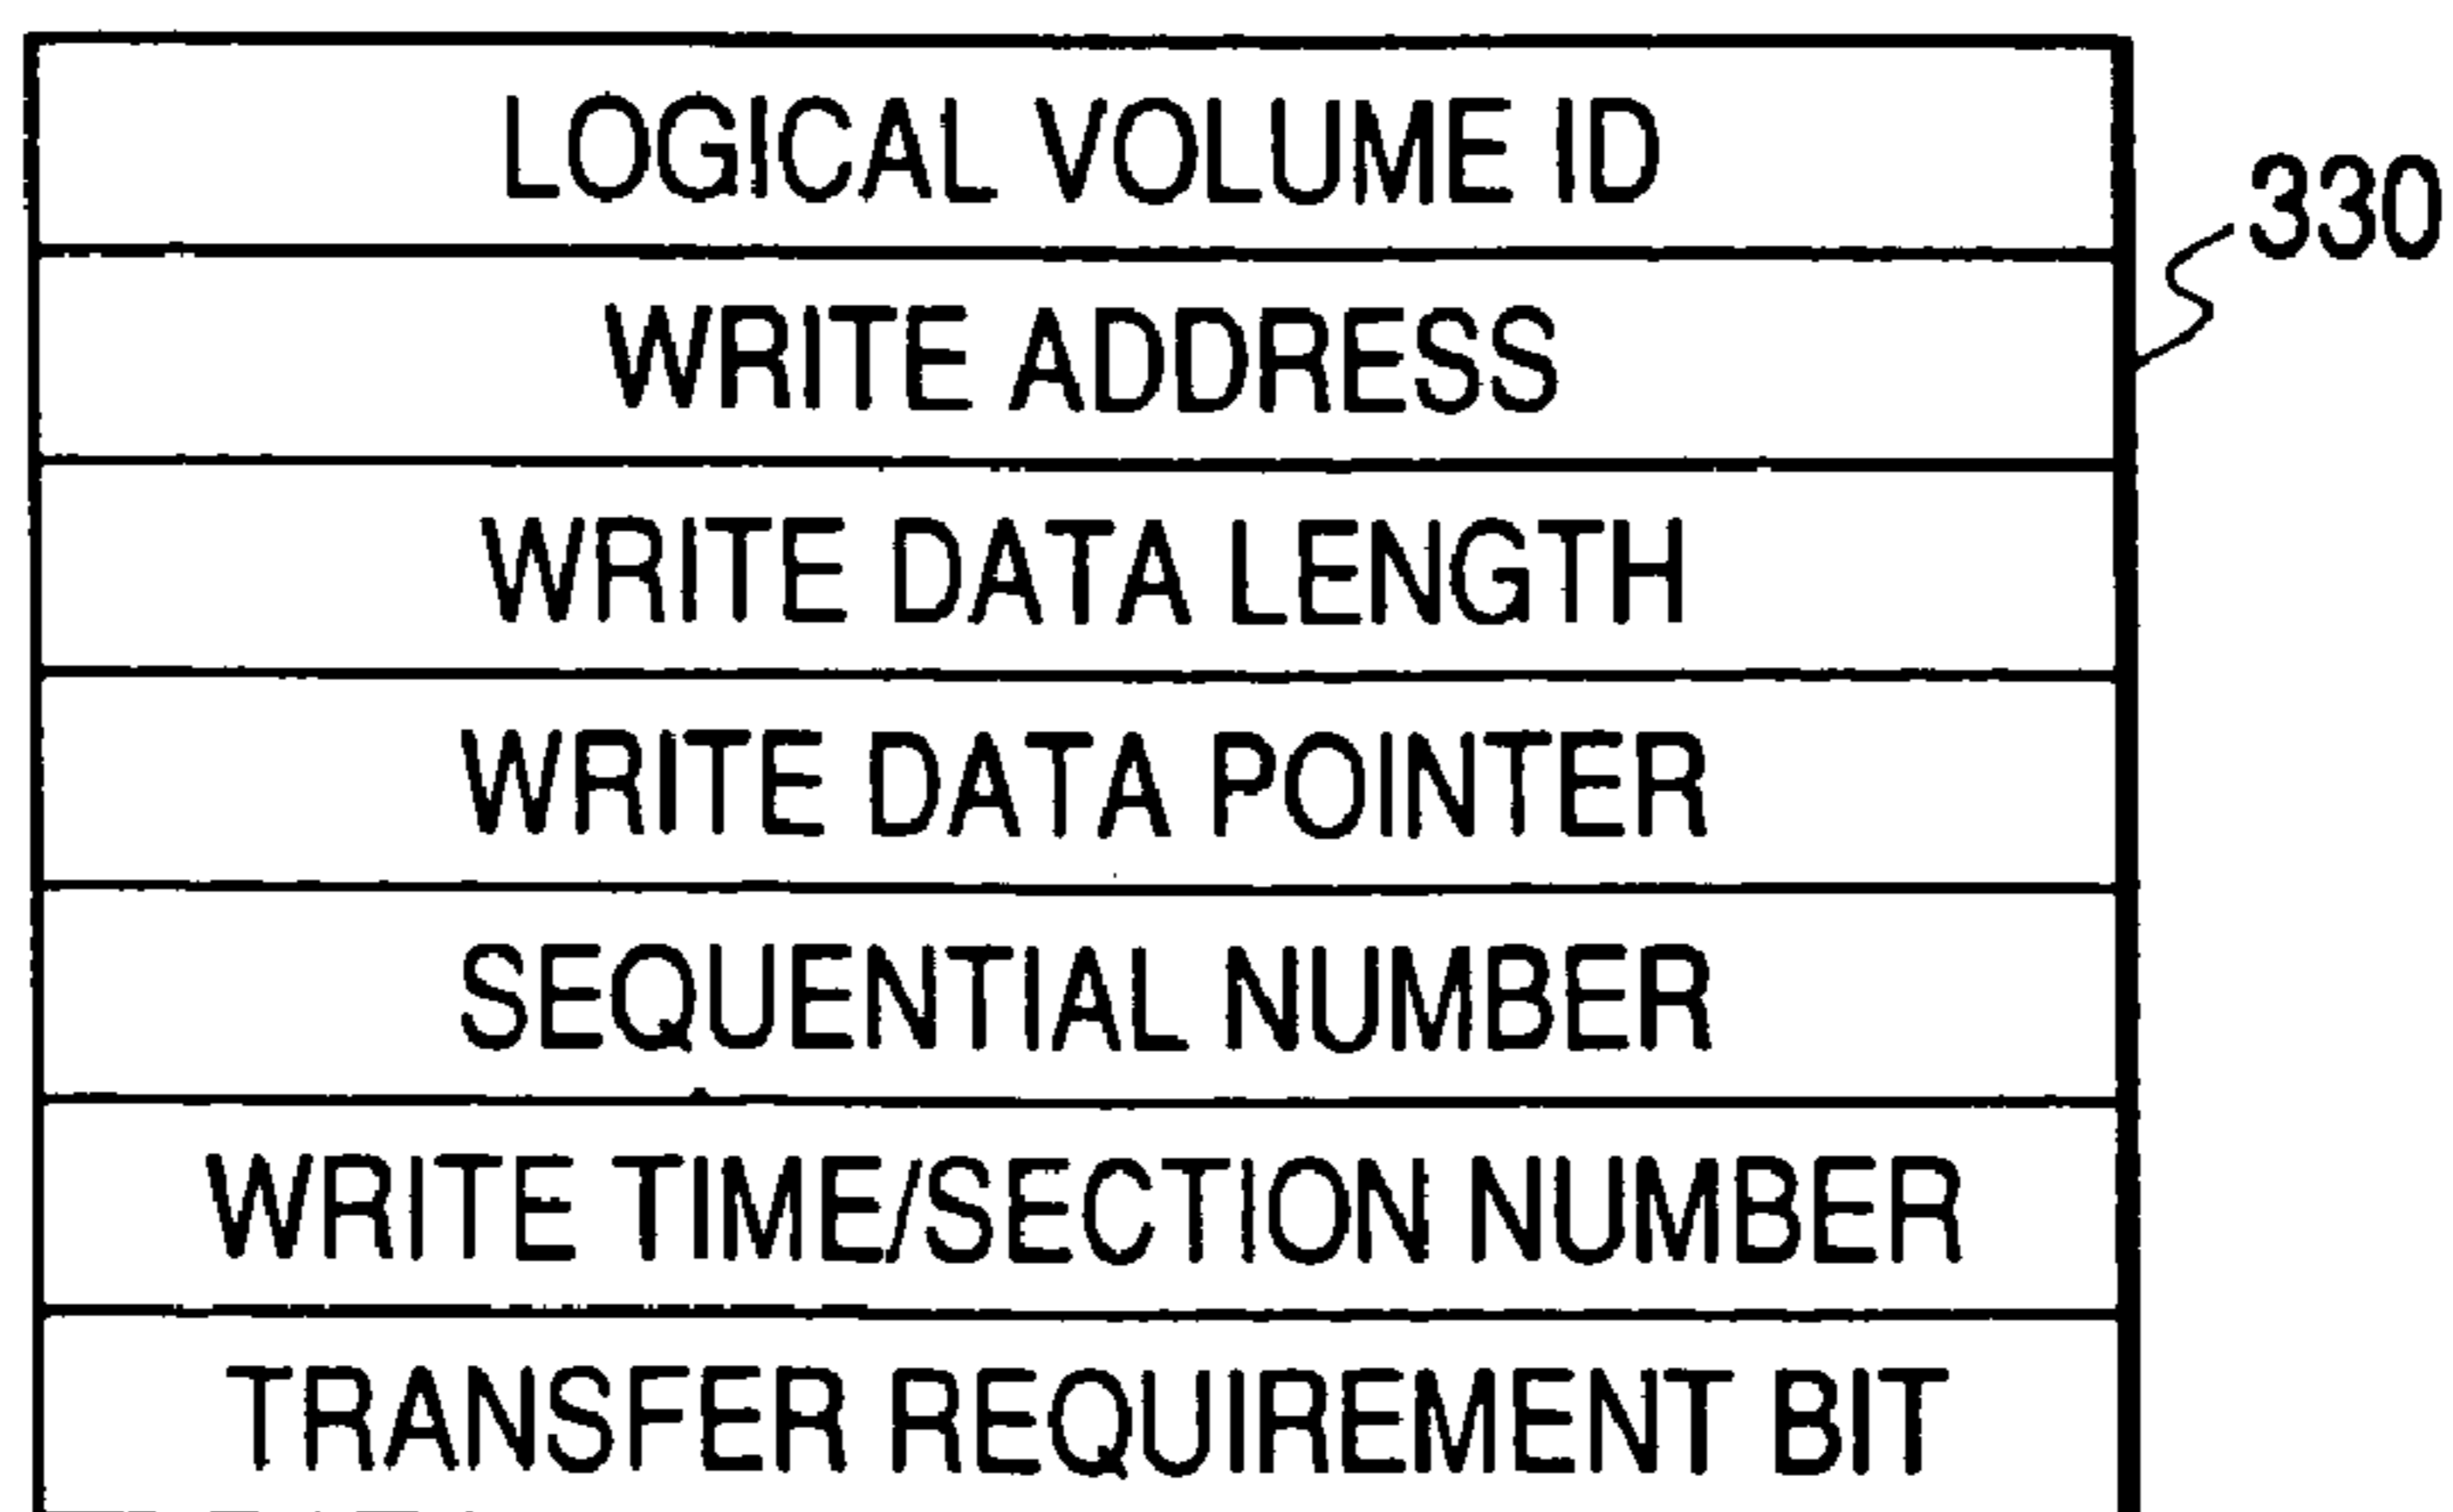 LOGICAL VOLUME ID
330
WRITE ADDRESS
WRITE DATA LENGTH
WRITE DATA POINTER
SEQUENTIAL NUMBER
WRITE TIME/SECTION NUMBER
TRANSFER REQUIREMENT BIT